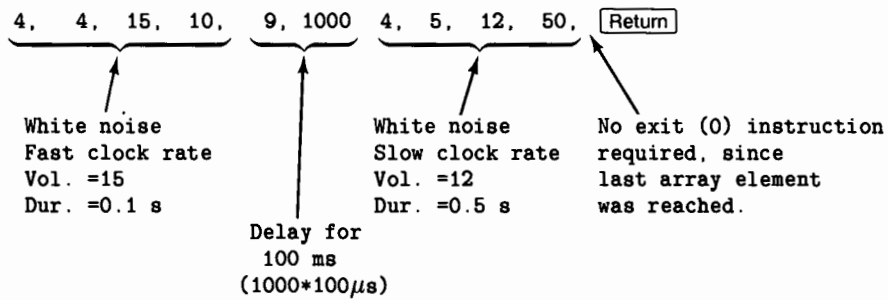 4, 4, 15, 10, 9, 1000 4, 5, 12, 50, Return
White noise
Fast clock rate
Vol. =15
Dur. =0.1 s
Delay for
100 ms
(1000*100μs)
White noise
Slow clock rate
Vol. =12
Dur. =0.5 s
No exit (0) instruction
required, since
last array element
was reached.